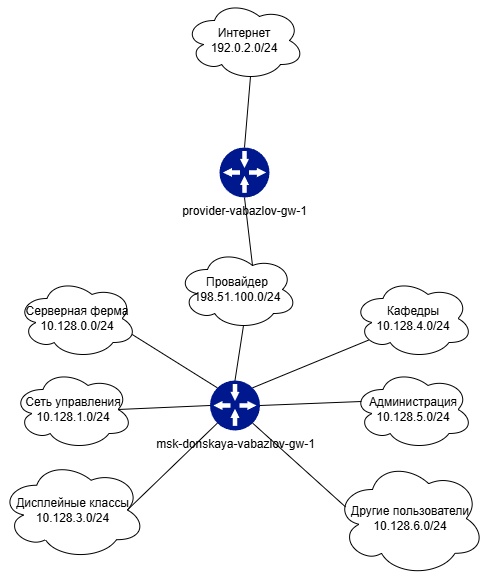 Интернет
192.0.2.0/24
provider-vabazlov-gw-1
Провайдер
198.51.100.0/24
Серверная ферма
10.128.0.0/24
Кафедры
10.128.4.0/24
Сеть управления
10.128.1.0/24
Администрация
10.128.5.0/24
msk-donskaya-vabazlov-gw-1
Дисплейные классы
10.128.3.0/24
Другие пользователи
10.128.6.0/24